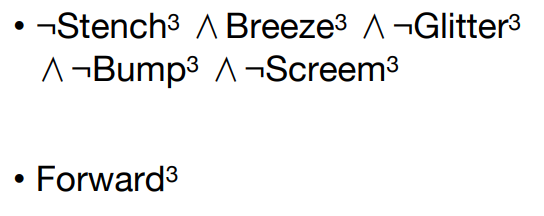 • ¬Stench³ ∧ Breeze³ ∧ ¬Glitter³
∧ ¬Bump³ ∧ ¬Screem³
• Forward³